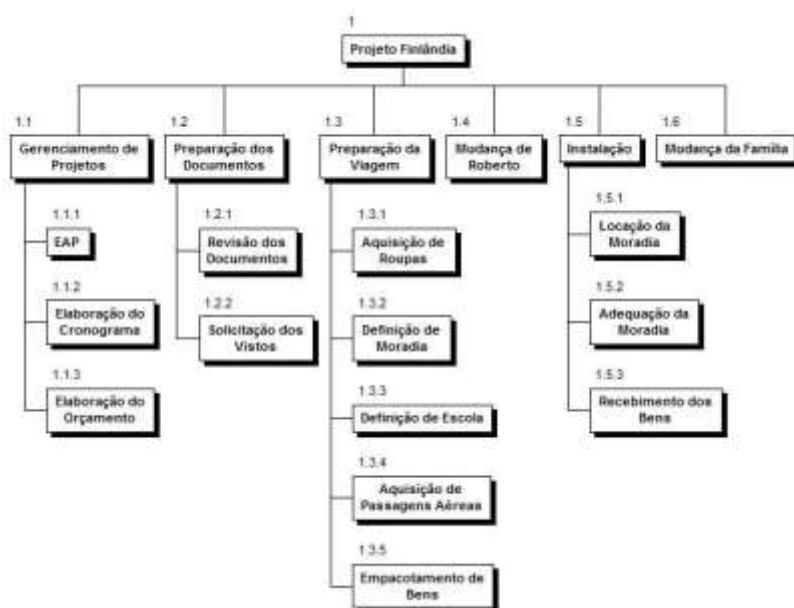 1
Projeto Finlândia
1.1
Gerenciamento de
Projetos
1.2
Preparação dos
Documentos
1.3
Preparação da
Viagem
1.4
Mudança de
Roberto
1.5
Instalação
1.6
Mudança da Família
1.1.1
EAP
1.1.2
Elaboração do
Cronograma
1.1.3
Elaboração do
Orçamento
1.2.1
Revisão dos
Documentos
1.2.2
Solicitação dos
Vistos
1.3.1
Aquisição de
Roupas
1.3.2
Definição de
Moradia
1.3.3
Definição de Escola
1.3.4
Aquisição de
Passagens Aéreas
1.3.5
Empacotamento de
Bens
1.5.1
Locação da
Moradia
1.5.2
Adequação da
Moradia
1.5.3
Recebimento dos
Bens